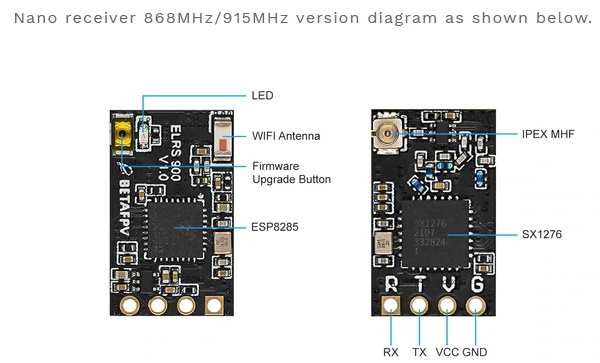 Nano receiver 868MHz/915MHz version diagram as shown below.
LED
WIFI Antenna
Firmware
Upgrade Button
ESP8285
ELRS 900
V1.0
BETAFPV
IPEX MHF
SX1276
SX1276
2107
332824
1
R T V G
RX TX VCC GND